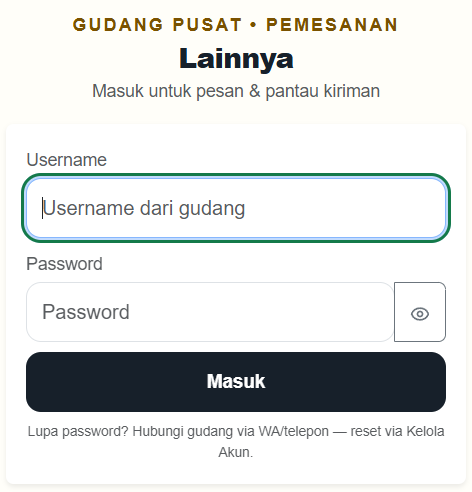 GUDANG PUSAT • PEMESANAN
Lainnya
Masuk untuk pesan & pantau kiriman
Username
Username dari gudang
Password
Password
Masuk
Lupa password? Hubungi gudang via WA/telepon — reset via Kelola
Akun.